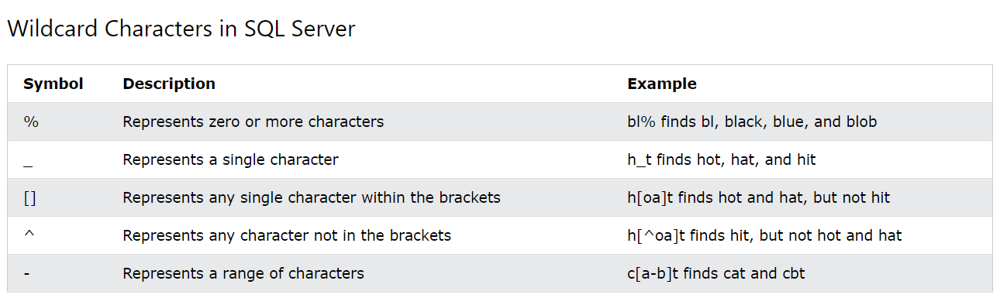 Wildcard Characters in SQL Server
Symbol Description Example
% Represents zero or more characters bl% finds bl, black, blue, and blob
_ Represents a single character h_t finds hot, hat, and hit
[] Represents any single character within the brackets h[oa]t finds hot and hat, but not hit
^ Represents any character not in the brackets h[^oa]t finds hit, but not hot and hat
- Represents a range of characters c[a-b]t finds cat and cbt